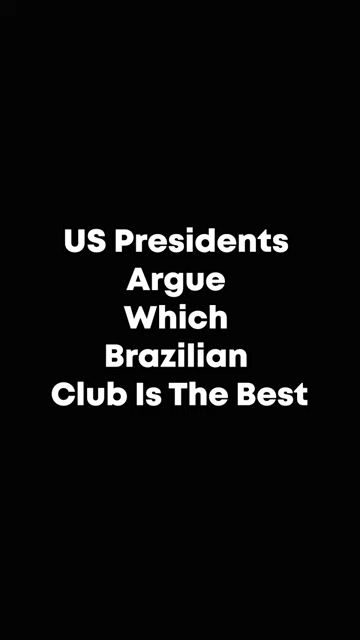 US Presidents
Argue
Which
Brazilian
Club Is The Best